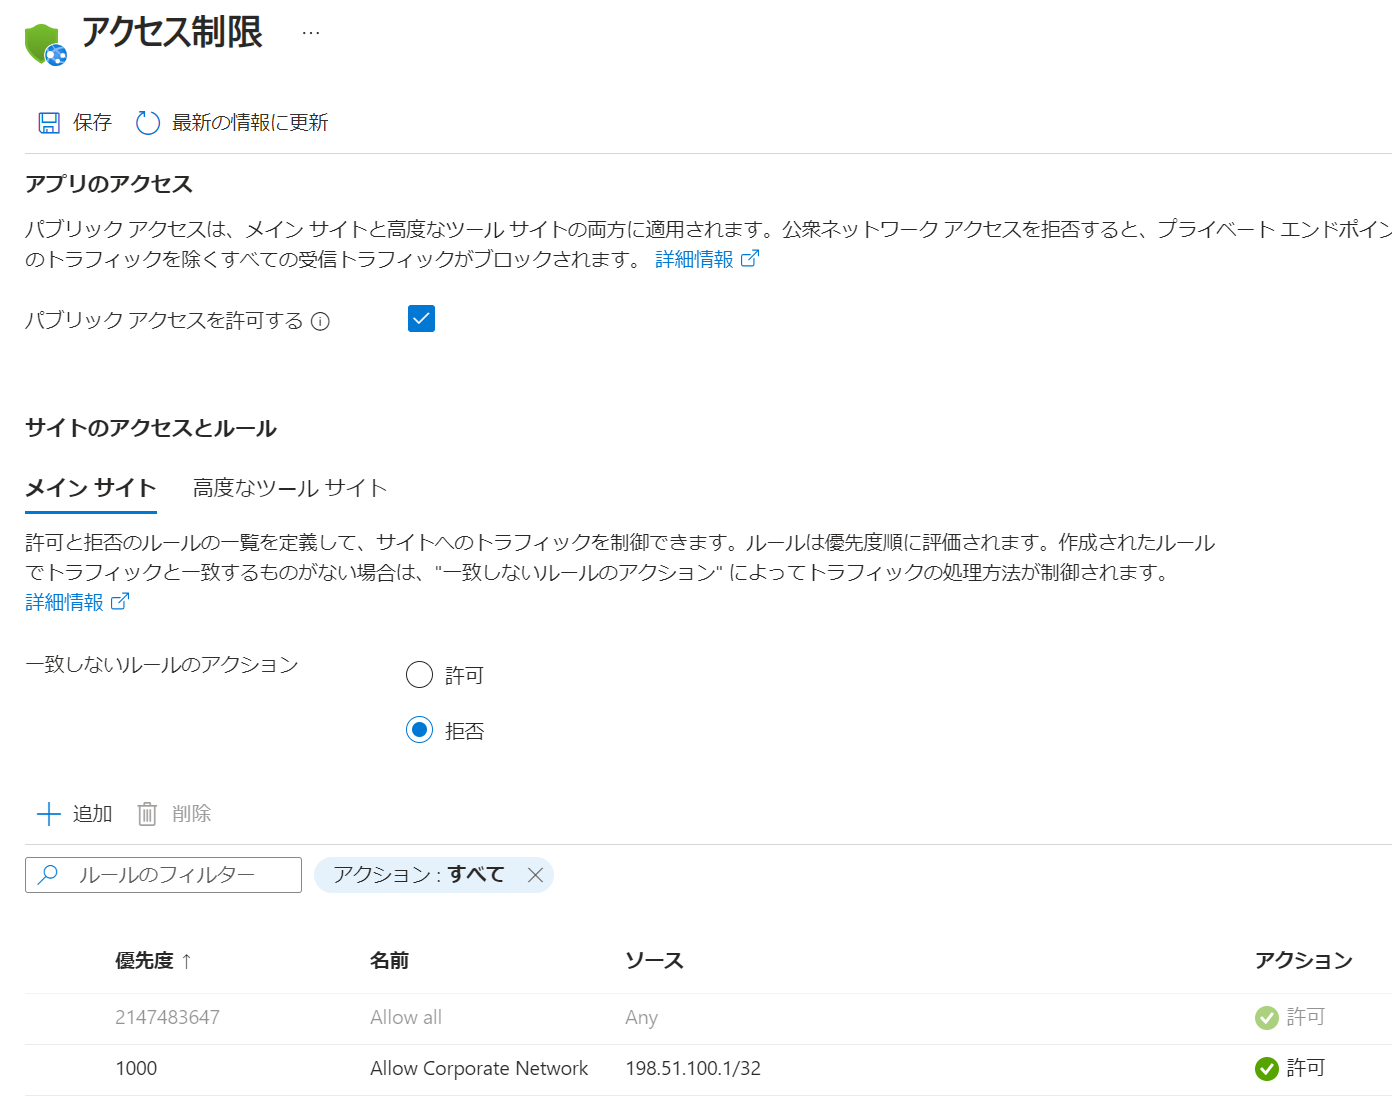 アクセス制限 …
保存 最新の情報に更新
アプリのアクセス
パブリック アクセスは、メイン サイトと高度なツール サイトの両方に適用されます。公衆ネットワーク アクセスを拒否すると、プライベート エンドポイン
のトラフィックを除くすべての受信トラフィックがブロックされます。 詳細情報
パブリック アクセスを許可する
サイトのアクセスとルール
メイン サイト 高度なツール サイト
許可と拒否のルールの一覧を定義して、サイトへのトラフィックを制御できます。ルールは優先度順に評価されます。作成されたルール
でトラフィックと一致するものがない場合は、"一致しないルールのアクション" によってトラフィックの処理方法が制御されます。
詳細情報
一致しないルールのアクション
許可
拒否
追加 削除
ルールのフィルター アクション : すべて
優先度 ↑ 名前 ソース アクション
2147483647 Allow all Any 許可
1000 Allow Corporate Network 198.51.100.1/32 許可